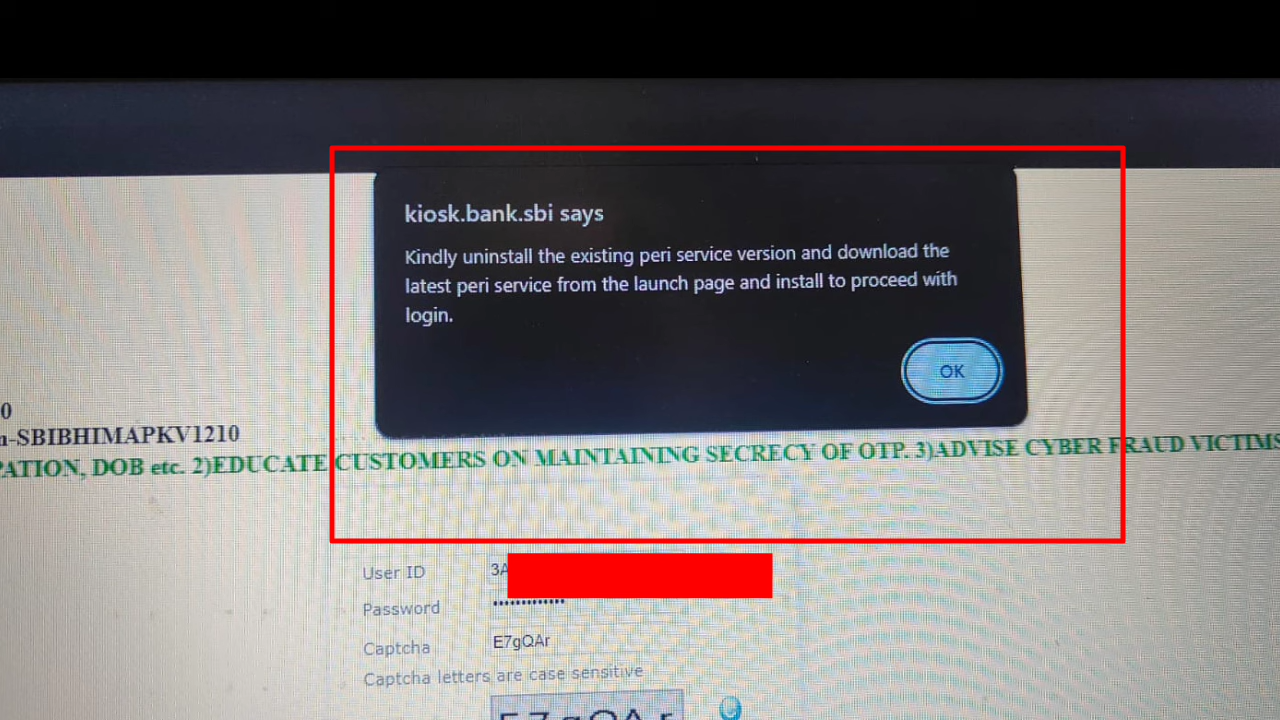 kiosk.bank.sbi says
Kindly uninstall the existing peri service version and download the
latest peri service from the launch page and install to proceed with
login.
OK
0
-SBIBHIMAPKV1210
DOB etc. 2)EDUCATE CUSTOMERS ON MAINTAINING SECRECY OF OTP. 3)ADVISE CYBER FRAUD VICTIMS
User ID 3A
Password •••••••••••••
Captcha E7gQAr
Captcha letters are case sensitive
E7gQAr